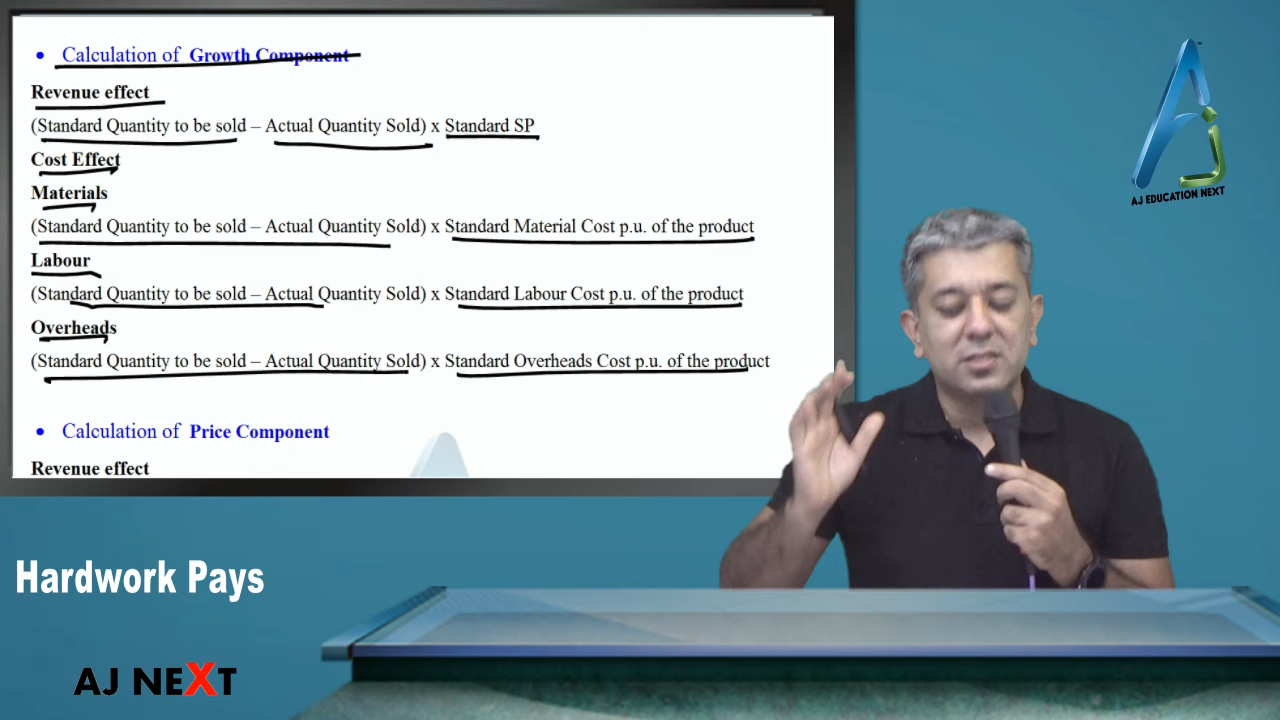 • Calculation of Growth Component
Revenue effect
(Standard Quantity to be sold – Actual Quantity Sold) x Standard SP
Cost Effect
Materials
(Standard Quantity to be sold – Actual Quantity Sold) x Standard Material Cost p.u. of the product
Labour
(Standard Quantity to be sold – Actual Quantity Sold) x Standard Labour Cost p.u. of the product
Overheads
(Standard Quantity to be sold – Actual Quantity Sold) x Standard Overheads Cost p.u. of the product
• Calculation of Price Component
Revenue effect
AJ EDUCATION NEXT
Hardwork Pays
AJ NEXT